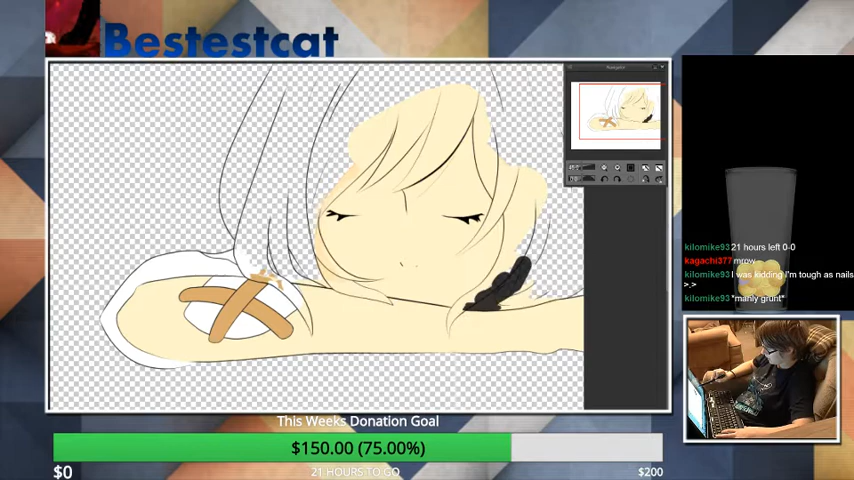 Bestestcat
Navigator
kilomike93 21 hours left 0-0
kagachi377 mrow
kilomike93 I was kidding I'm tough as nails
>.>
kilomike93 *manly grunt*
This Weeks Donation Goal
$150.00 (75.00%)
$0
21 HOURS TO GO
$200